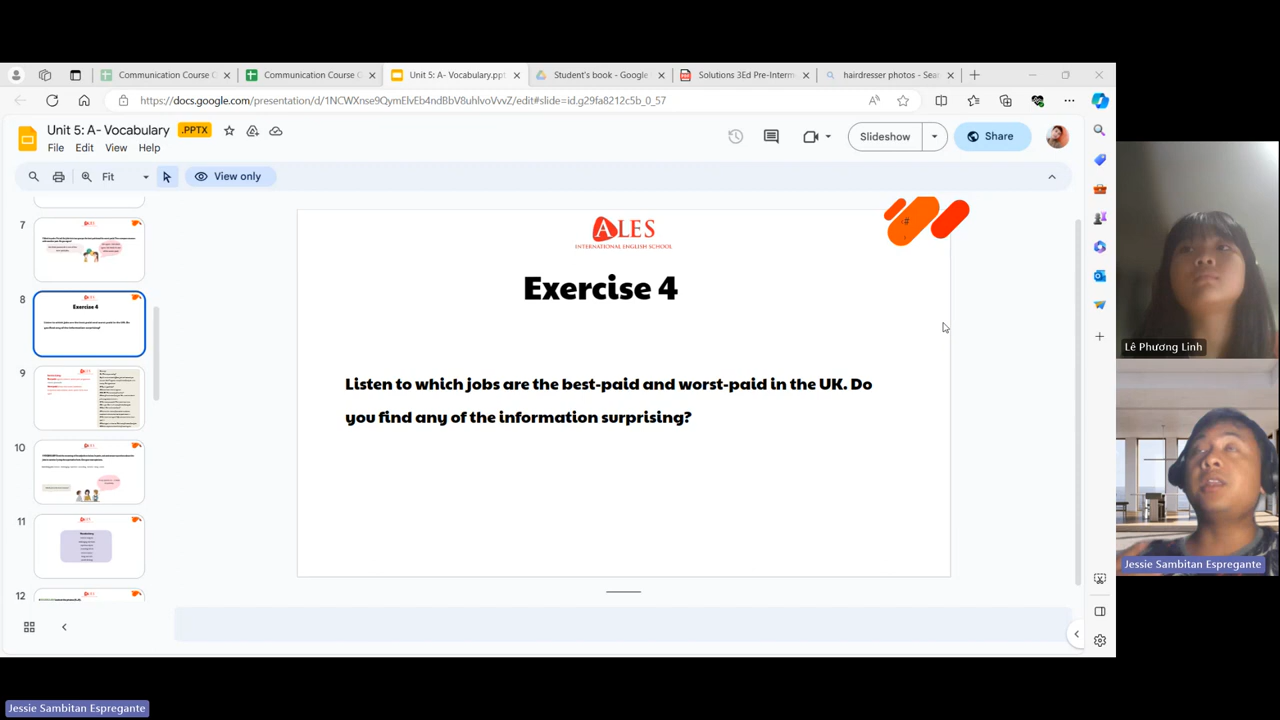 Communication Course C
Communication Course C
Unit 5: A- Vocabulary.ppt
Student's book - Google
Solutions 3Ed Pre-Interm
hairdresser photos - Sear
https://docs.google.com/presentation/d/1NCWXnse9QymElvEb4ndBbV8uhlvoVvvZ/edit#slide=id.g29fa8212c5b_0_57
Unit 5: A- Vocabulary
.PPTX
File Edit View Help
Slideshow
Share
Fit
View only
7
8
Exercise 4
9
10
11
Vocabulary
12
ALES
INTERNATIONAL ENGLISH SCHOOL
Exercise 4
Listen to which jobs are the best-paid and worst-paid in the UK. Do
you find any of the information surprising?
Lê Phương Linh
Jessie Sambitan Espregante
Jessie Sambitan Espregante